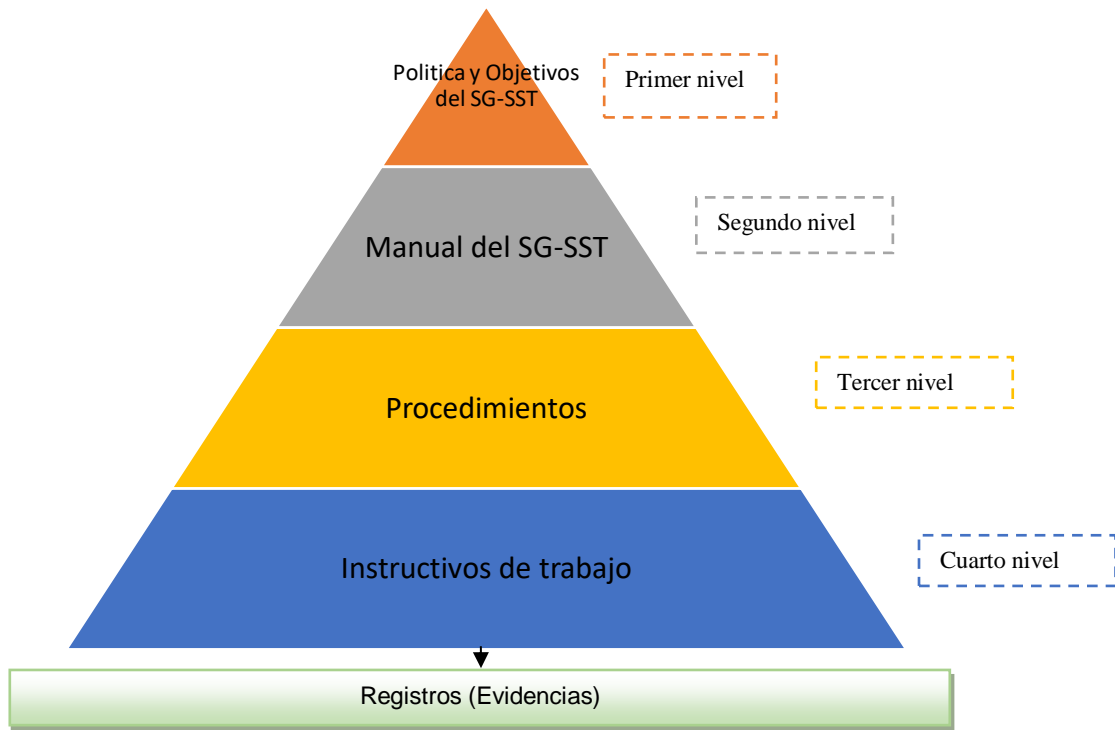 Politica y Objetivos
del SG-SST
Primer nivel
Segundo nivel
Manual del SG-SST
Tercer nivel
Procedimientos
Cuarto nivel
Instructivos de trabajo
Registros (Evidencias)